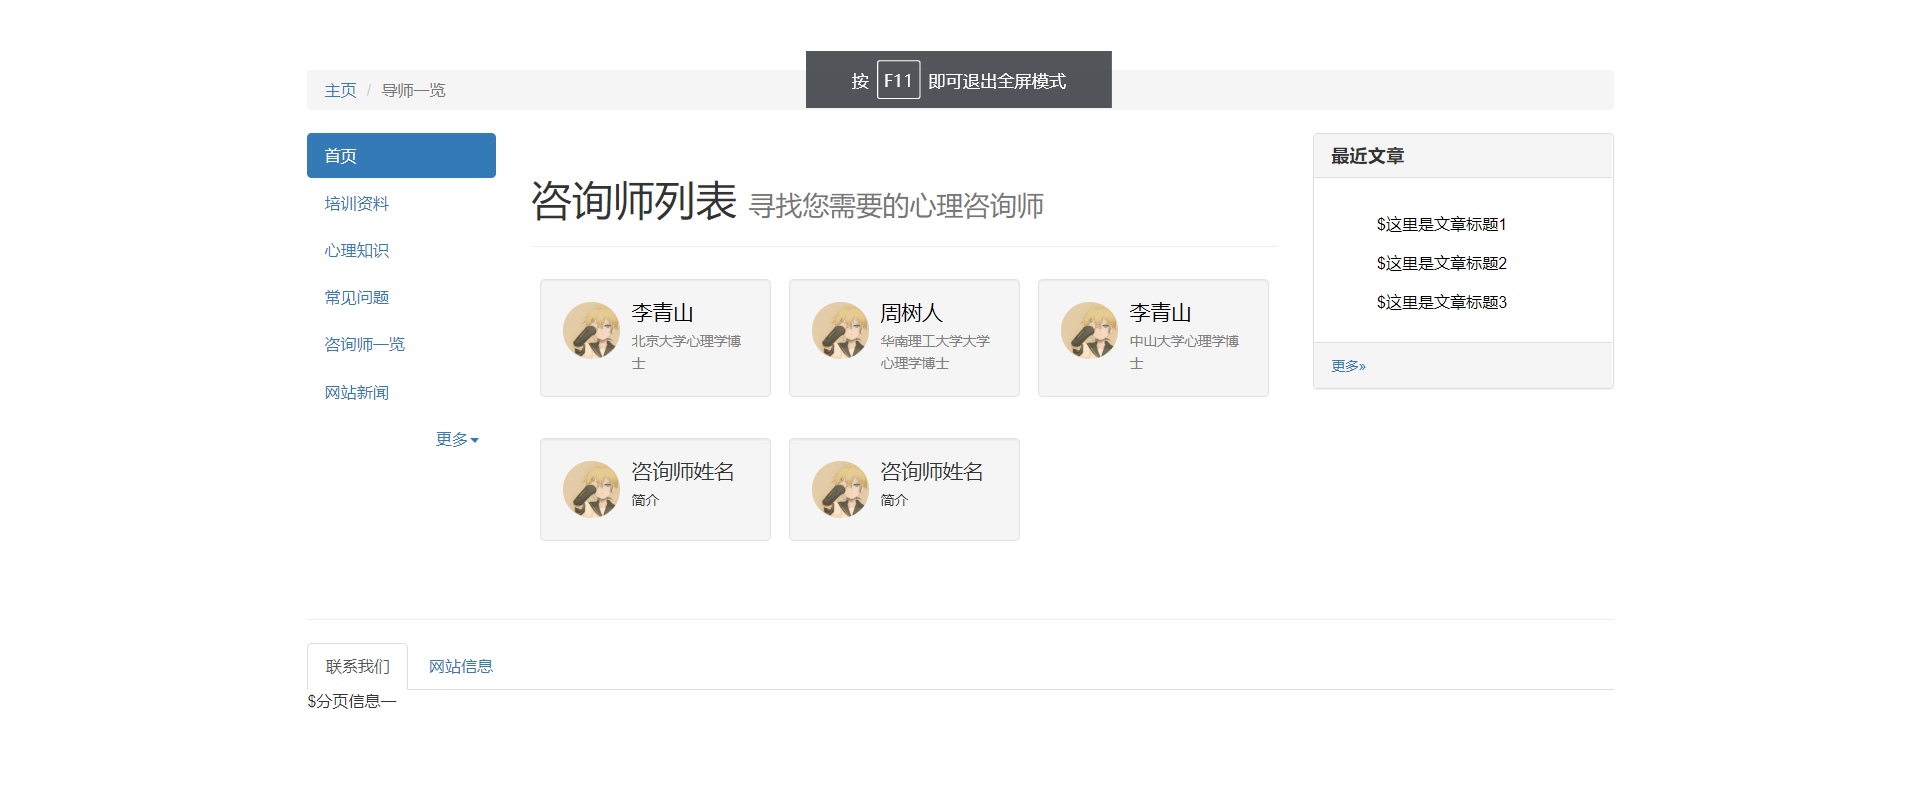 按 F11 即可退出全屏模式
主页 / 导师一览
首页
培训资料
心理知识
常见问题
咨询师一览
网站新闻
更多
咨询师列表 寻找您需要的心理咨询师
李青山
北京大学心理学博
士
周树人
华南理工大学大学
心理学博士
李青山
中山大学心理学博
士
咨询师姓名
简介
咨询师姓名
简介
最近文章
$这里是文章标题1
$这里是文章标题2
$这里是文章标题3
更多»
联系我们
网站信息
$分页信息一